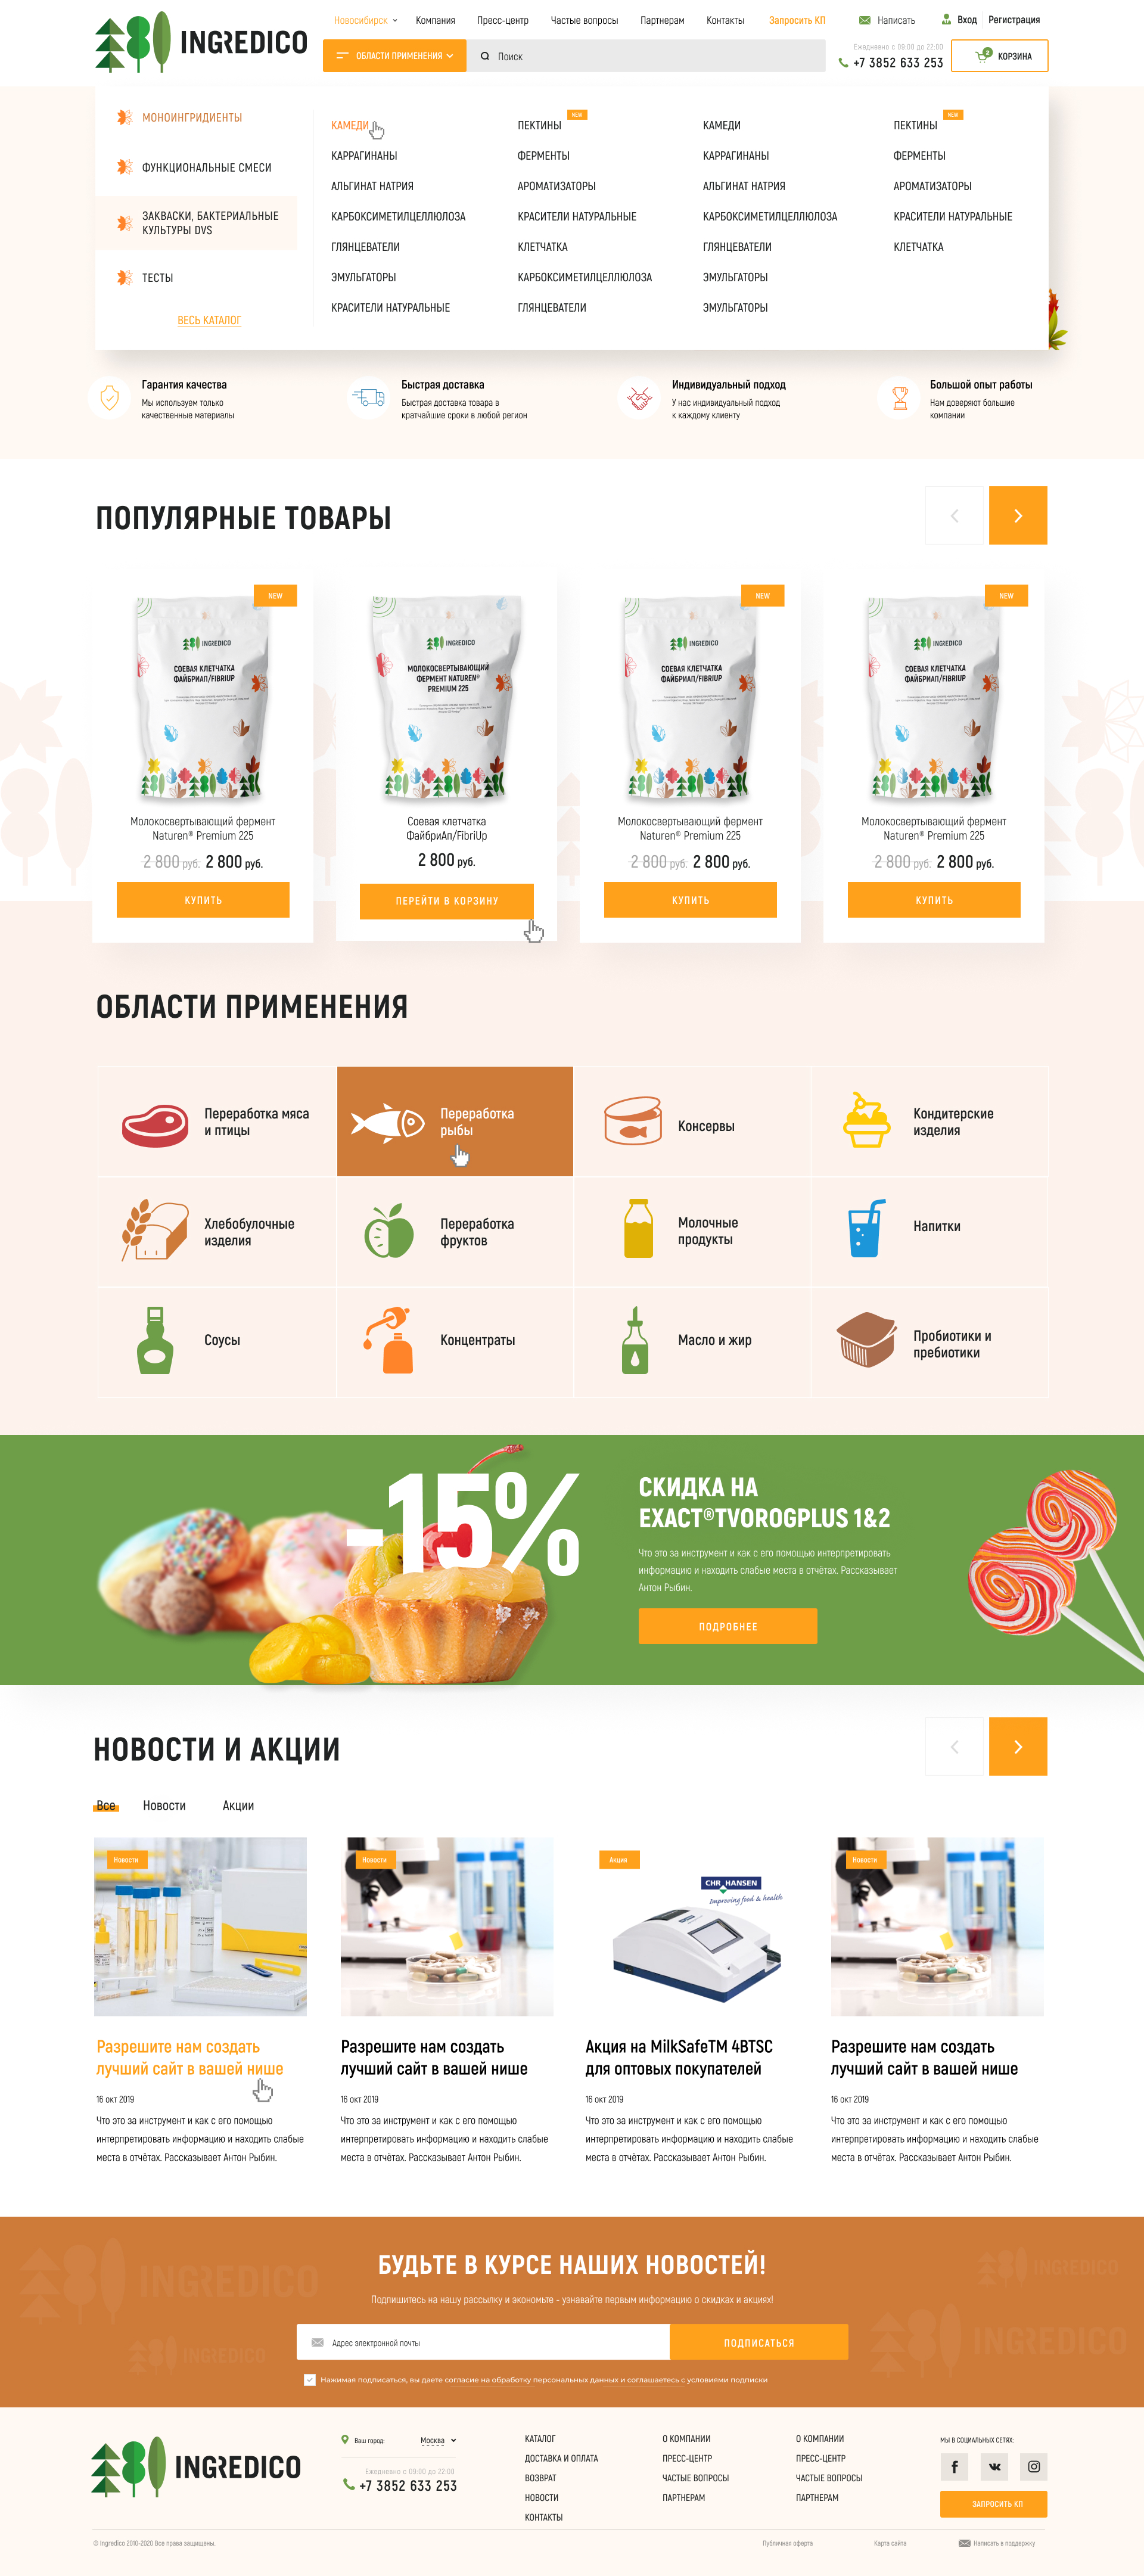 INGREDICO
Новосибирск
Компания
Пресс-центр
Частые вопросы
Партнерам
Контакты
Запросить КП
Написать
Вход
Регистрация
ОБЛАСТИ ПРИМЕНЕНИЯ
Поиск
Ежедневно с 09:00 до 22:00
+7 3852 633 253
2
КОРЗИНА
МОНОИНГРИДИЕНТЫ
ФУНКЦИОНАЛЬНЫЕ СМЕСИ
ЗАКВАСКИ, БАКТЕРИАЛЬНЫЕ
КУЛЬТУРЫ DVS
ТЕСТЫ
ВЕСЬ КАТАЛОГ
КАМЕДИ
КАРРАГИНАНЫ
АЛЬГИНАТ НАТРИЯ
КАРБОКСИМЕТИЛЦЕЛЛЮЛОЗА
ГЛЯНЦЕВАТЕЛИ
ЭМУЛЬГАТОРЫ
КРАСИТЕЛИ НАТУРАЛЬНЫЕ
ПЕКТИНЫ
NEW
ФЕРМЕНТЫ
АРОМАТИЗАТОРЫ
КРАСИТЕЛИ НАТУРАЛЬНЫЕ
КЛЕТЧАТКА
КАРБОКСИМЕТИЛЦЕЛЛЮЛОЗА
ГЛЯНЦЕВАТЕЛИ
КАМЕДИ
КАРРАГИНАНЫ
АЛЬГИНАТ НАТРИЯ
КАРБОКСИМЕТИЛЦЕЛЛЮЛОЗА
ГЛЯНЦЕВАТЕЛИ
ЭМУЛЬГАТОРЫ
ЭМУЛЬГАТОРЫ
ПЕКТИНЫ
NEW
ФЕРМЕНТЫ
АРОМАТИЗАТОРЫ
КРАСИТЕЛИ НАТУРАЛЬНЫЕ
КЛЕТЧАТКА
Гарантия качества
Мы используем только
качественные материалы
Быстрая доставка
Быстрая доставка товара в
кратчайшие сроки в любой регион
Индивидуальный подход
У нас индивидуальный подход
к каждому клиенту
Большой опыт работы
Нам доверяют большие
компании
ПОПУЛЯРНЫЕ ТОВАРЫ
NEW
INGREDICO
СОЕВАЯ КЛЕТЧАТКА
ФАЙБРИАП/FIBRIUP
Молокосвертывающий фермент
Naturen® Premium 225
2 800 руб. 2 800 руб.
КУПИТЬ
INGREDICO
МОЛОКОСВЕРТЫВАЮЩИЙ
ФЕРМЕНТ NATUREN®
PREMIUM 225
Соевая клетчатка
ФайбриАп/FibriUp
2 800 руб.
ПЕРЕЙТИ В КОРЗИНУ
NEW
INGREDICO
СОЕВАЯ КЛЕТЧАТКА
ФАЙБРИАП/FIBRIUP
Молокосвертывающий фермент
Naturen® Premium 225
2 800 руб. 2 800 руб.
КУПИТЬ
NEW
INGREDICO
СОЕВАЯ КЛЕТЧАТКА
ФАЙБРИАП/FIBRIUP
Молокосвертывающий фермент
Naturen® Premium 225
2 800 руб. 2 800 руб.
КУПИТЬ
ОБЛАСТИ ПРИМЕНЕНИЯ
Переработка мяса
и птицы
Переработка
рыбы
Консервы
Кондитерские
изделия
Хлебобулочные
изделия
Переработка
фруктов
Молочные
продукты
Напитки
Соусы
Концентраты
Масло и жир
Пробиотики и
пребиотики
-15%
СКИДКА НА
EXACT®TVOROGPLUS 1&2
Что это за инструмент и как с его помощью интерпретировать
информацию и находить слабые места в отчётах. Рассказывает
Антон Рыбин.
ПОДРОБНЕЕ
НОВОСТИ И АКЦИИ
Все
Новости
Акции
Новости
Разрешите нам создать
лучший сайт в вашей нише
16 окт 2019
Что это за инструмент и как с его помощью
интерпретировать информацию и находить слабые
места в отчётах. Рассказывает Антон Рыбин.
Новости
Разрешите нам создать
лучший сайт в вашей нише
16 окт 2019
Что это за инструмент и как с его помощью
интерпретировать информацию и находить слабые
места в отчётах. Рассказывает Антон Рыбин.
Акция
CHR HANSEN
Improving food & health
Акция на MilkSafeTM 4BTSC
для оптовых покупателей
16 окт 2019
Что это за инструмент и как с его помощью
интерпретировать информацию и находить слабые
места в отчётах. Рассказывает Антон Рыбин.
Новости
Разрешите нам создать
лучший сайт в вашей нише
16 окт 2019
Что это за инструмент и как с его помощью
интерпретировать информацию и находить слабые
места в отчётах. Рассказывает Антон Рыбин.
INGREDICO
INGREDICO
INGREDICO
INGREDICO
БУДЬТЕ В КУРСЕ НАШИХ НОВОСТЕЙ!
Подпишитесь на нашу рассылку и экономьте - узнавайте первым информацию о скидках и акциях!
Адрес электронной почты
ПОДПИСАТЬСЯ
Нажимая подписаться, вы даете согласие на обработку персональных данных и соглашаетесь с условиями подписки
INGREDICO
Ваш город:
Москва
Ежедневно с 09:00 до 22:00
+7 3852 633 253
КАТАЛОГ
ДОСТАВКА И ОПЛАТА
ВОЗВРАТ
НОВОСТИ
КОНТАКТЫ
О КОМПАНИИ
ПРЕСС-ЦЕНТР
ЧАСТЫЕ ВОПРОСЫ
ПАРТНЕРАМ
О КОМПАНИИ
ПРЕСС-ЦЕНТР
ЧАСТЫЕ ВОПРОСЫ
ПАРТНЕРАМ
МЫ В СОЦИАЛЬНЫХ СЕТЯХ:
ЗАПРОСИТЬ КП
© Ingredico 2010-2020 Все права защищены.
Публичная оферта
Карта сайта
Написать в поддержку